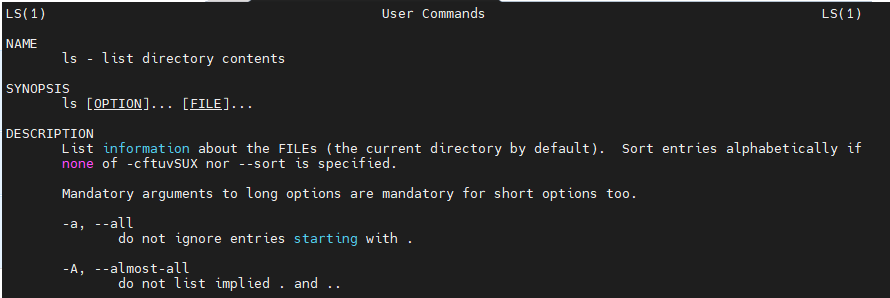 LS(1) User Commands LS(1)
NAME
ls - list directory contents
SYNOPSIS
ls [OPTION]... [FILE]...
DESCRIPTION
List information about the FILEs (the current directory by default).  Sort entries alphabetically if
none of -cftuvSUX nor --sort is specified.
Mandatory arguments to long options are mandatory for short options too.
-a, --all
do not ignore entries starting with .
-A, --almost-all
do not list implied . and ..